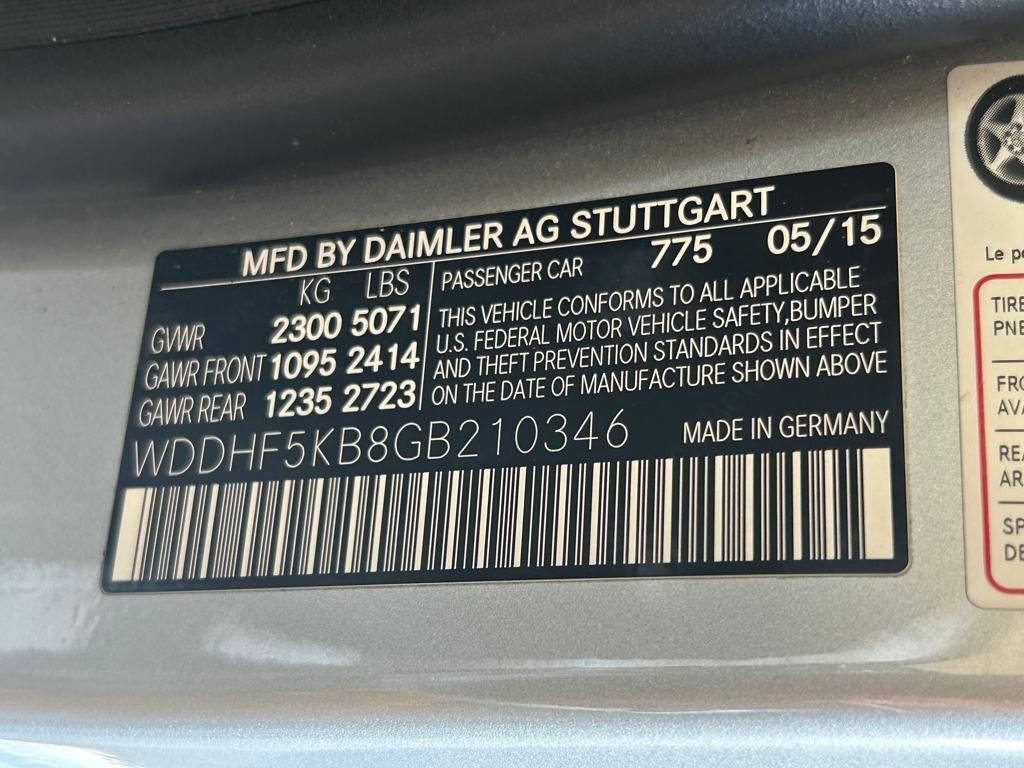 MFD BY DAIMLER AG STUTTGART
KG LBS
GVWR 2300 5071
GAWR FRONT 1095 2414
GAWR REAR 1235 2723
PASSENGER CAR 775 05/15
THIS VEHICLE CONFORMS TO ALL APPLICABLE
U.S. FEDERAL MOTOR VEHICLE SAFETY,BUMPER
AND THEFT PREVENTION STANDARDS IN EFFECT
ON THE DATE OF MANUFACTURE SHOWN ABOVE
WDDHF5KB8GB210346
MADE IN GERMANY
Le
TIRE